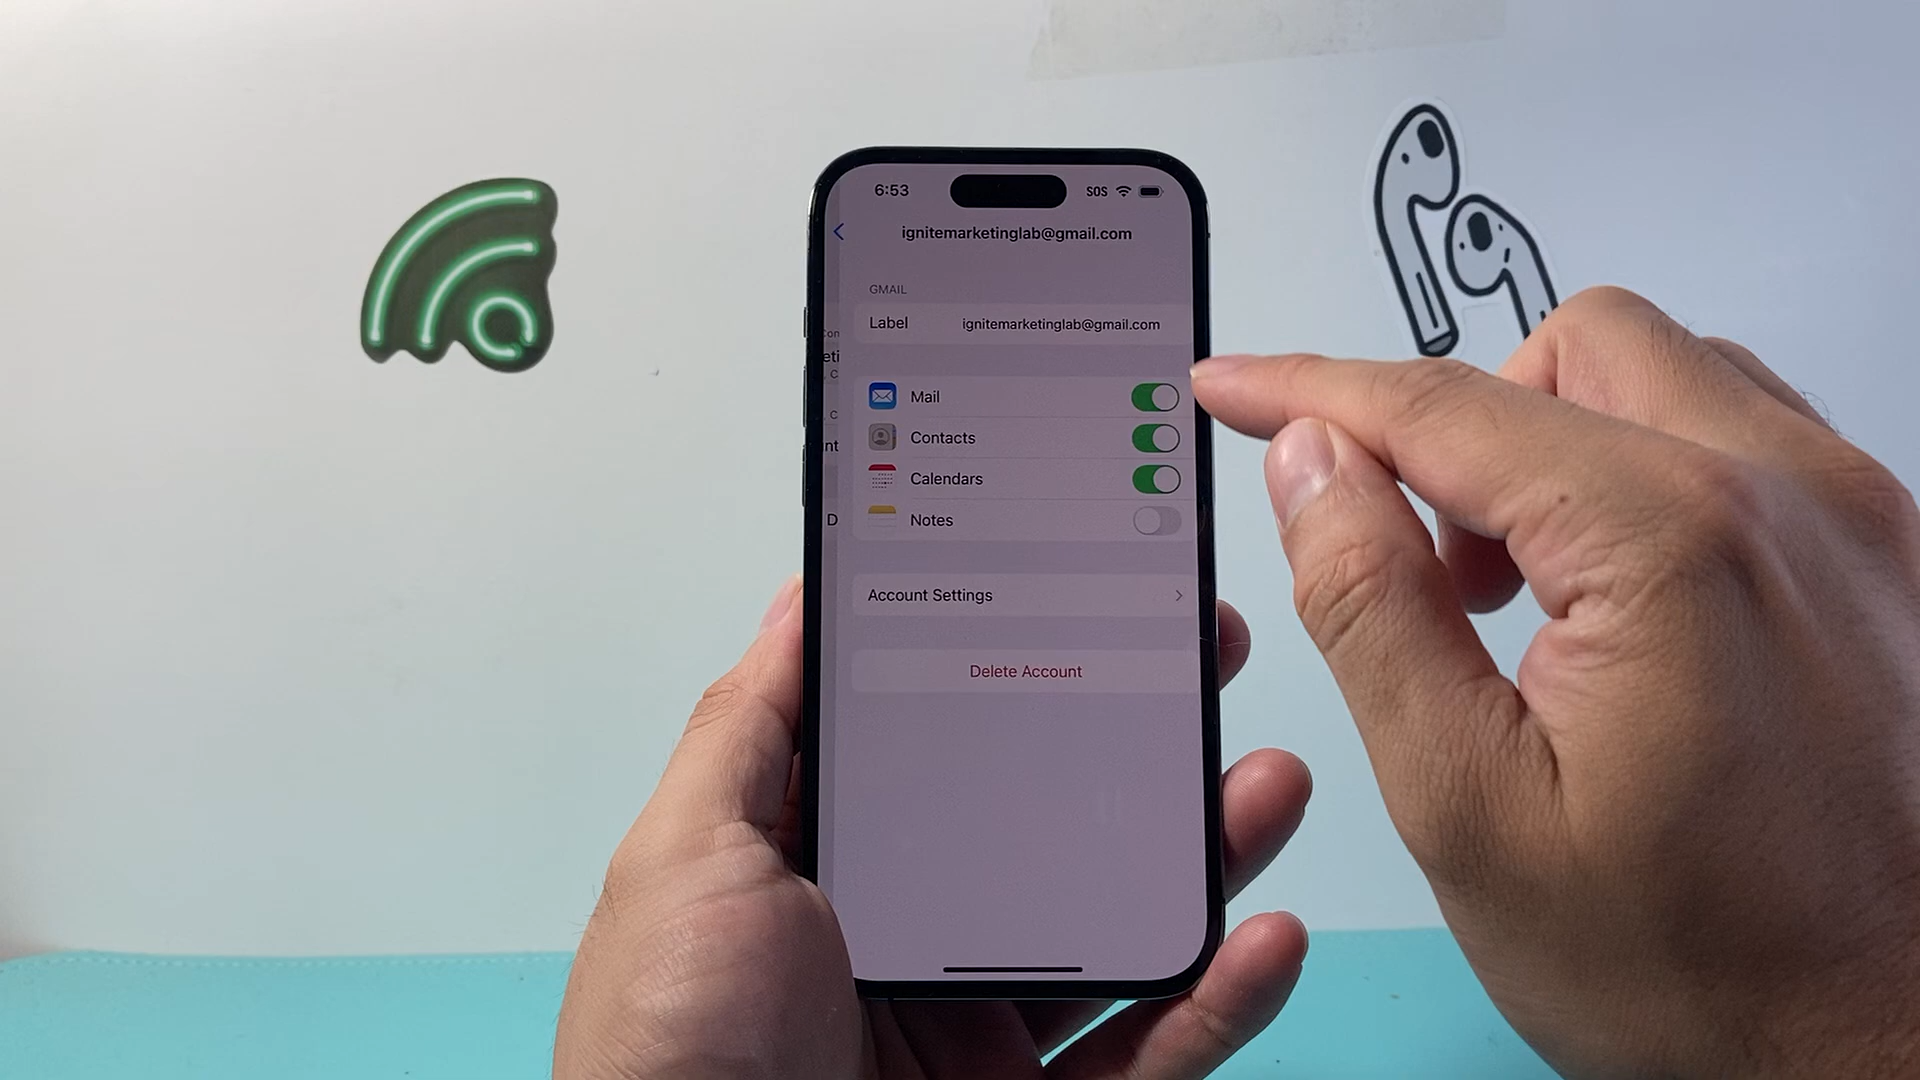 6:53
SOS
ignitemarketinglab@gmail.com
GMAIL
Label ignitemarketinglab@gmail.com
Mail
Contacts
Calendars
Notes
Account Settings
Delete Account